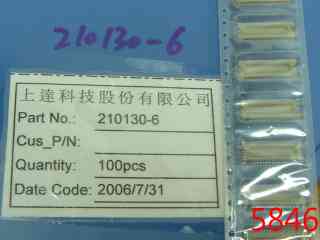 210130-6
上達科技股份有限公司
Part No.: 210130-6
Cus_P/N:
Quantity: 100pcs
Date Code: 2006/7/31
5846